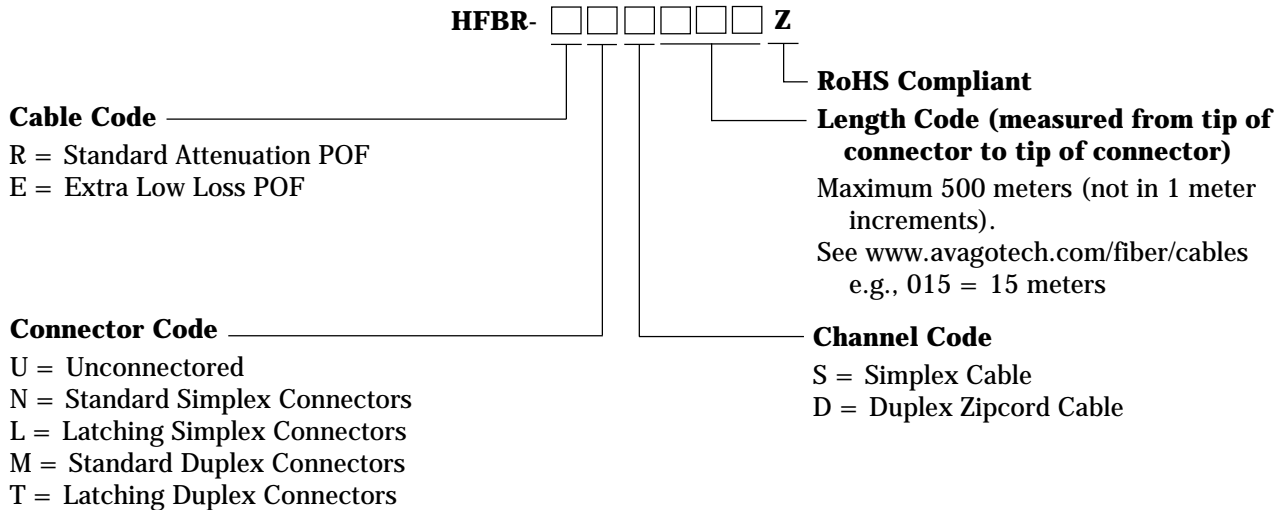 HFBR- □□□□□□ Z
Cable Code
R = Standard Attenuation POF
E = Extra Low Loss POF
Connector Code
U = Unconnectored
N = Standard Simplex Connectors
L = Latching Simplex Connectors
M = Standard Duplex Connectors
T = Latching Duplex Connectors
RoHS Compliant
Length Code (measured from tip of
connector to tip of connector)
Maximum 500 meters (not in 1 meter
increments).
See www.avagotech.com/fiber/cables
e.g., 015 = 15 meters
Channel Code
S = Simplex Cable
D = Duplex Zipcord Cable